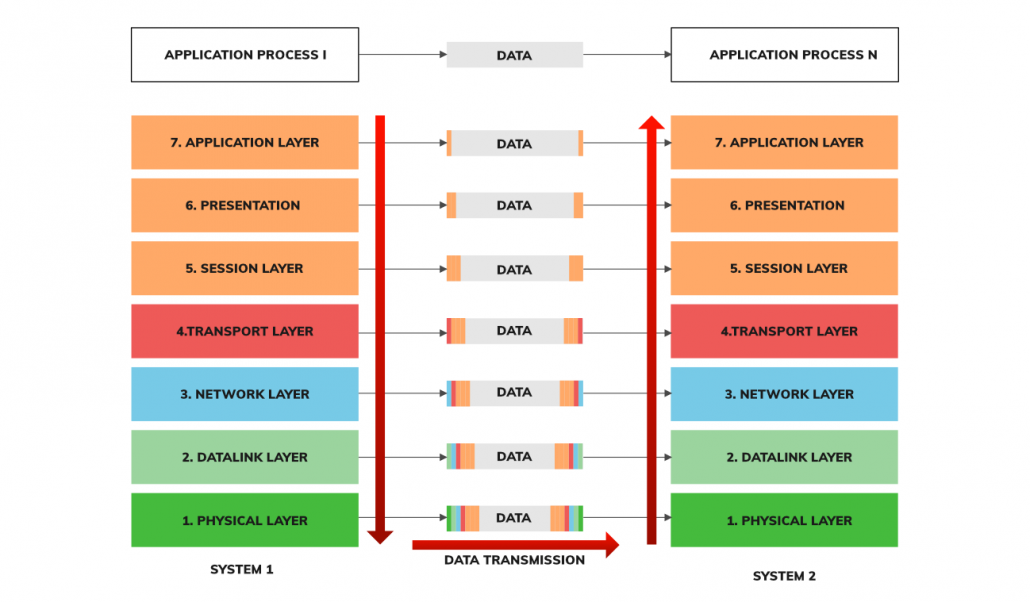 APPLICATION PROCESS I
DATA
APPLICATION PROCESS N
7. APPLICATION LAYER
DATA
7. APPLICATION LAYER
6. PRESENTATION
DATA
6. PRESENTATION
5. SESSION LAYER
DATA
5. SESSION LAYER
4.TRANSPORT LAYER
DATA
4.TRANSPORT LAYER
3. NETWORK LAYER
DATA
3. NETWORK LAYER
2. DATALINK LAYER
DATA
2. DATALINK LAYER
1. PHYSICAL LAYER
DATA
1. PHYSICAL LAYER
DATA TRANSMISSION
SYSTEM 1
SYSTEM 2